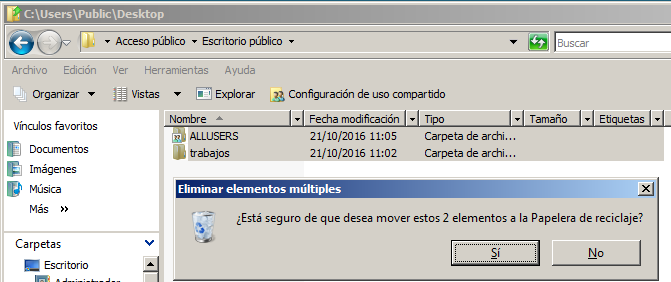 C:\Users\Public\Desktop
Acceso público Escritorio público
Buscar
Archivo Edición Ver Herramientas Ayuda
Organizar Vistas Explorar Configuración de uso compartido
Vínculos favoritos
Documentos
Imágenes
Música
Más »
Carpetas
Escritorio
Administrador
Nombre Fecha modificación Tipo Tamaño Etiquetas
ALLUSERS 21/10/2016 11:05 Carpeta de archi...
trabajos 21/10/2016 11:02 Carpeta de archi...
Eliminar elementos múltiples
¿Está seguro de que desea mover estos 2 elementos a la Papelera de reciclaje?
Sí No